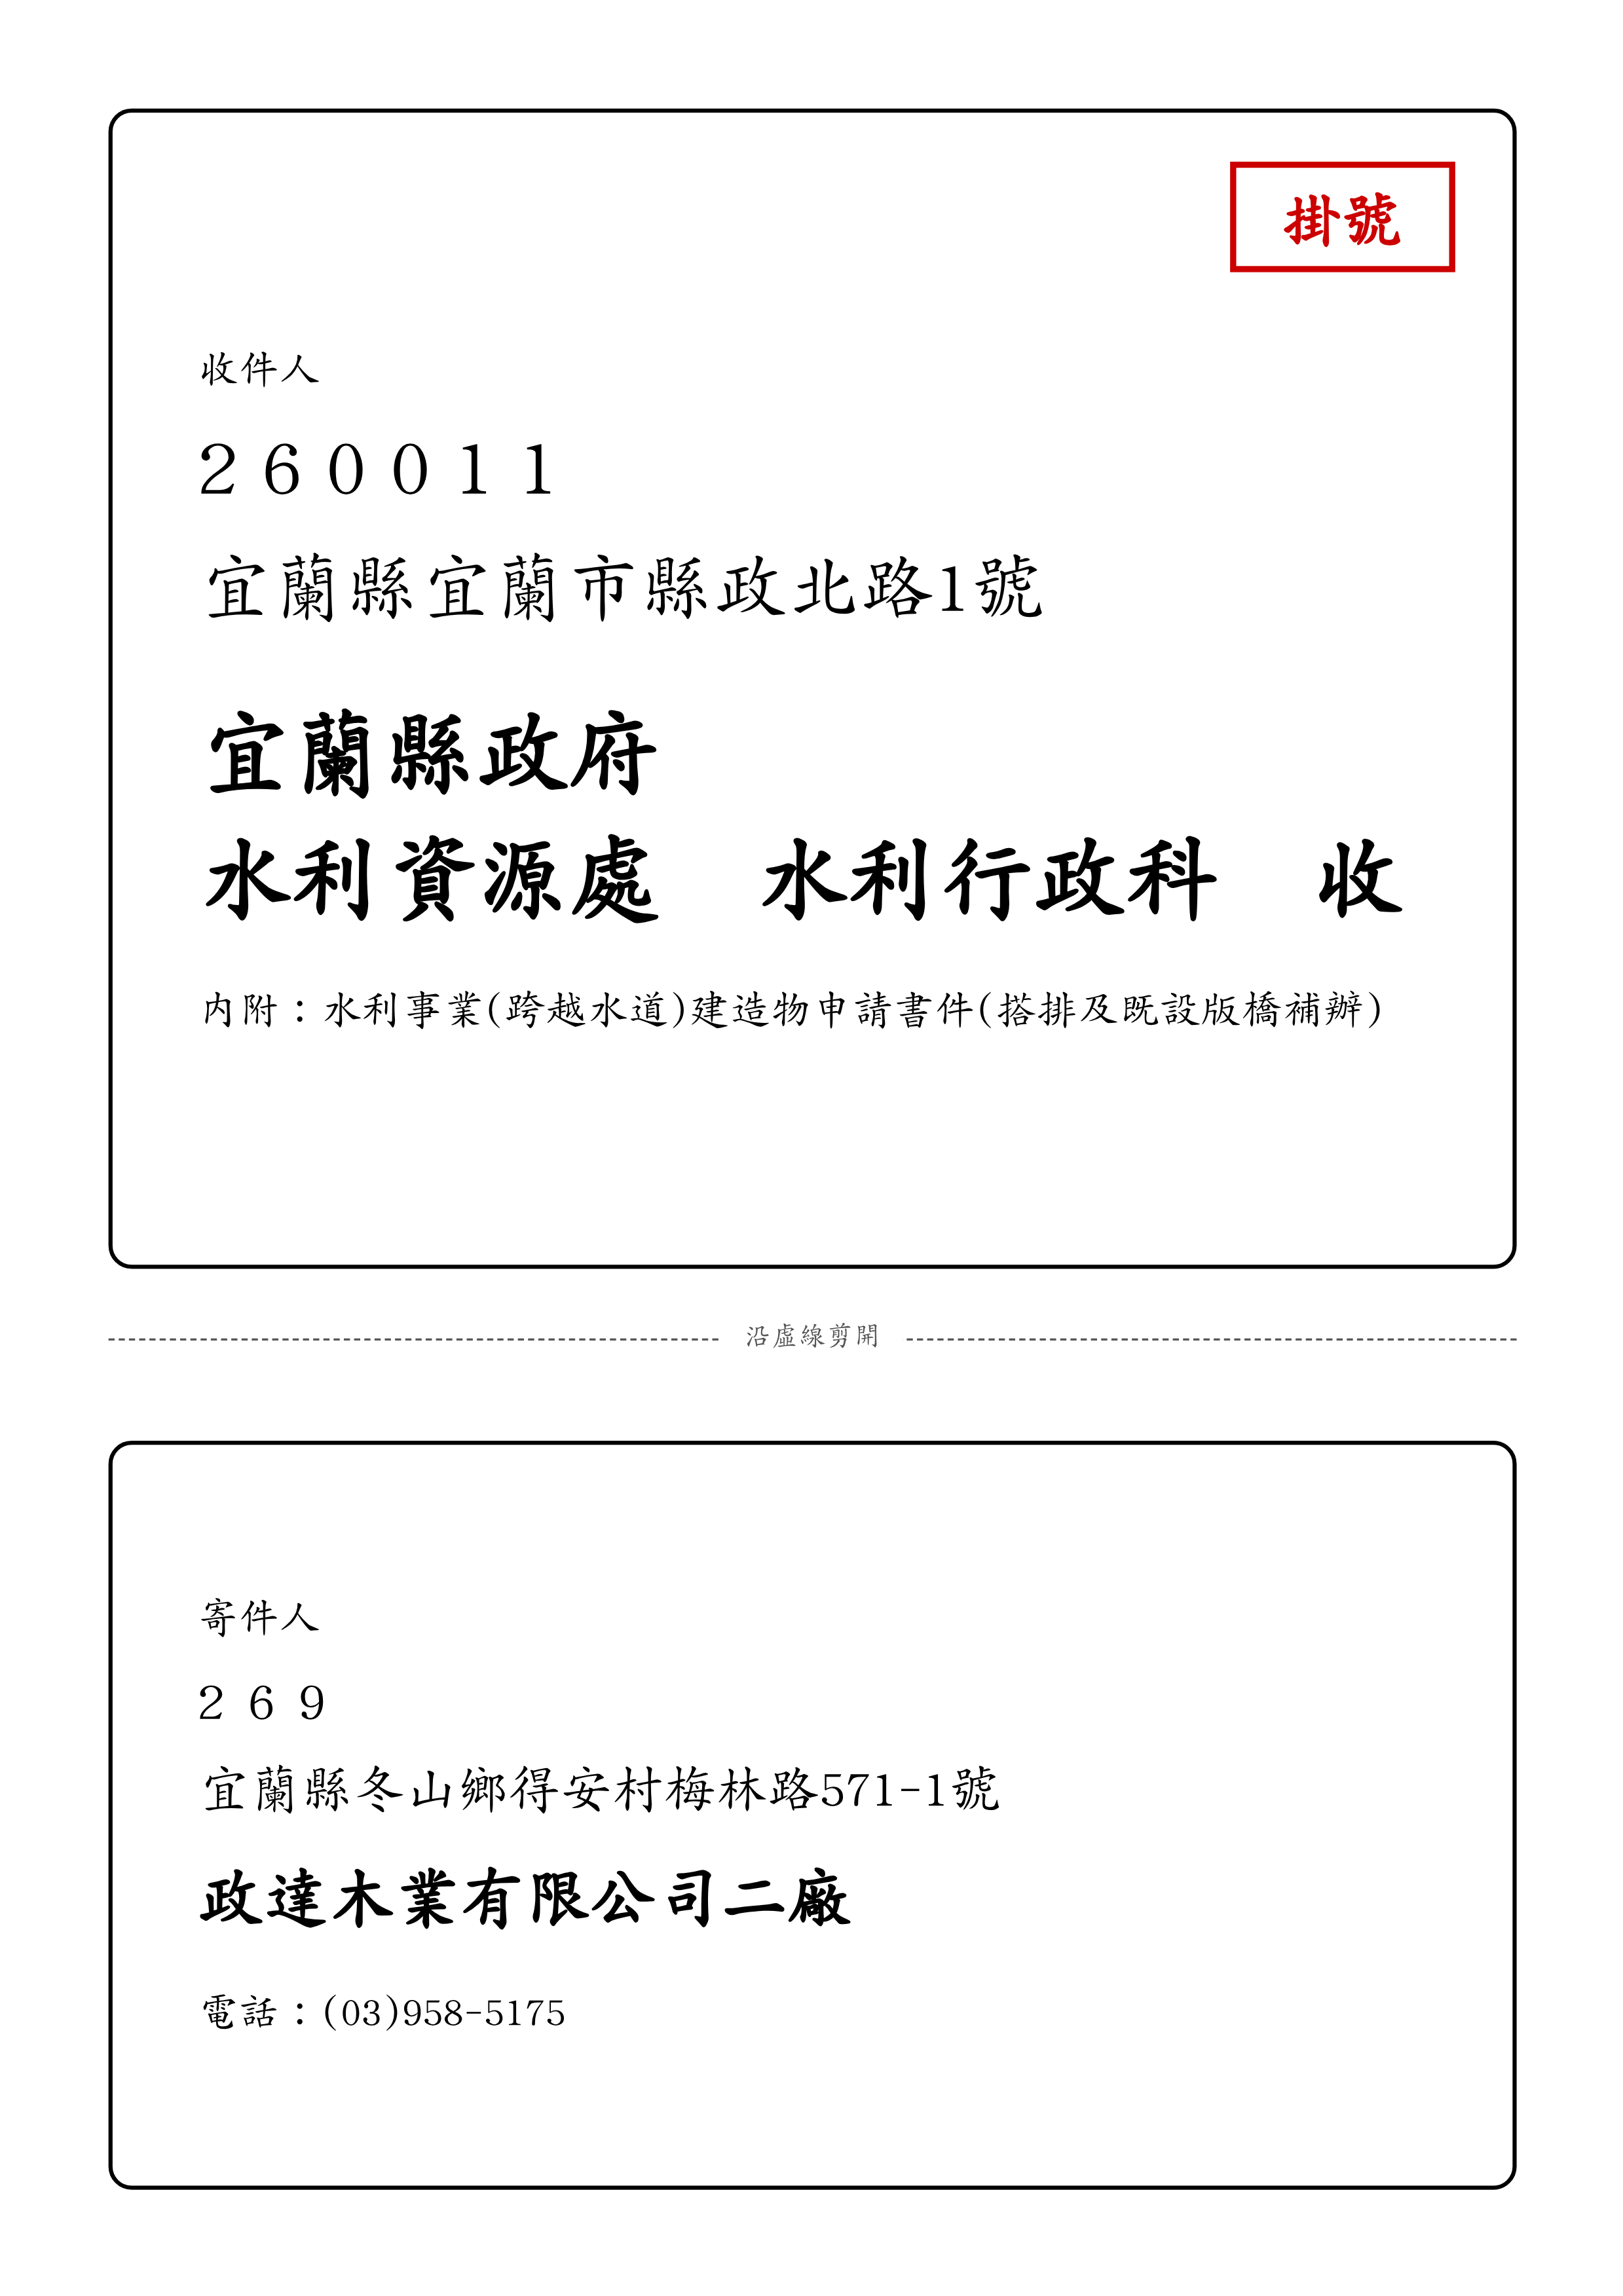 掛號
收件人
260011
宜蘭縣宜蘭市縣政北路1號
宜蘭縣政府
水利資源處　水利行政科　收
內附：水利事業(跨越水道)建造物申請書件(搭排及既設版橋補辦)
沿虛線剪開
寄件人
269
宜蘭縣冬山鄉得安村梅林路571-1號
政達木業有限公司二廠
電話：(03)958-5175